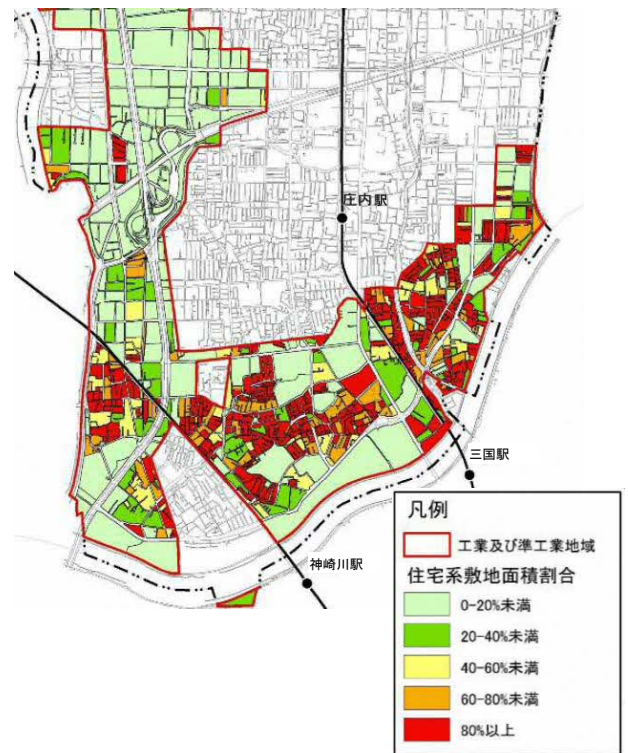 庄内駅
三国駅
神崎川駅
凡例
工業及び準工業地域
住宅系敷地面積割合
0-20%未満
20-40%未満
40-60%未満
60-80%未満
80%以上